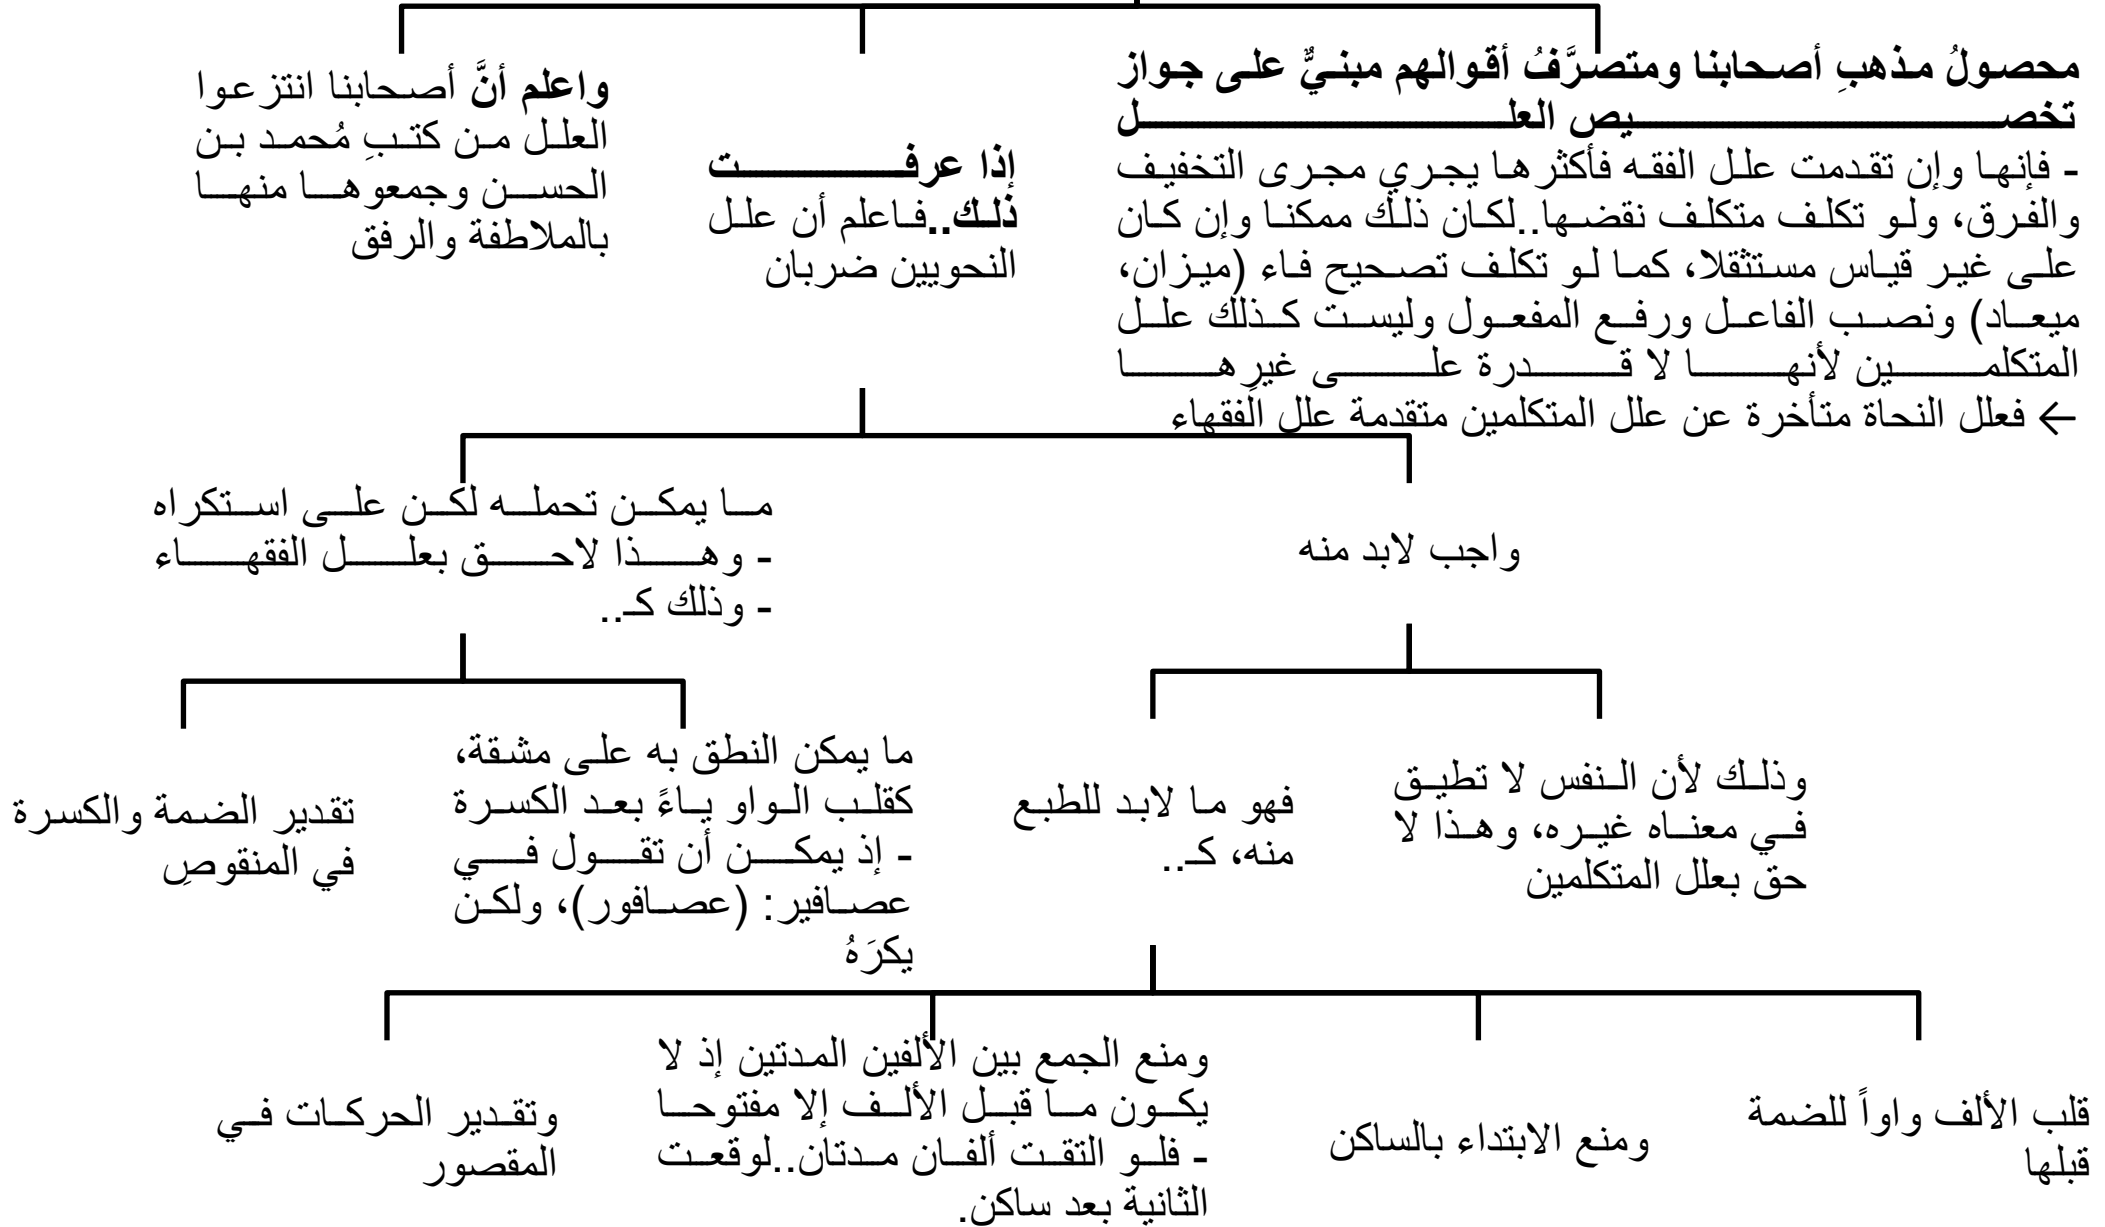 محصولُ مذهبِ أصحابنا ومتصرَّفُ أقوالهم مبنيٌّ على جواز
تخصيص العلل
- فإنها وإن تقدمت علل الفقه فأكثرها يجري مجرى التخفيف
والفرق، ولو تكلف متكلف نقضها..لكان ذلك ممكنا وإن كان
على غير قياس مستثقلا، كما لو تكلف تصحيح فاء (ميزان،
ميعاد) ونصب الفاعل ورفع المفعول وليست كذلك علل
المتكلمين لأنها لا قدرة على غيرِها
← فعلل النحاة متأخرة عن علل المتكلمين متقدمة علل الفقهاء
إذا عرفت
ذلك..فاعلم أن علل
النحويين ضربان
واعلم أنَّ أصحابنا انتزعوا
العلل من كتبِ مُحمد بن
الحسن وجمعوها منها
بالملاطفة والرفق
واجب لابد منه
ما يمكن تحمله لكن على استكراه
- وهذا لاحق بعلل الفقهاء
- وذلك كـ..
وذلك لأن النفس لا تطيق
في معناه غيره، وهذا لا
حق بعلل المتكلمين
فهو ما لابد للطبع
منه، كـ..
ما يمكن النطق به على مشقة،
كقلب الواو ياءً بعد الكسرة
- إذ يمكن أن تقول في
عصافير: (عصافور)، ولكن
يكرَهُ
تقدير الضمة والكسرة
في المنقوصِ
قلب الألف واواً للضمة
قبلها
ومنع الابتداء بالساكن
ومنع الجمع بين الألفين المدتين إذ لا
يكون ما قبل الألف إلا مفتوحا
- فلو التقت ألفان مدتان..لوقعت
الثانية بعد ساكن.
وتقدير الحركات في
المقصور